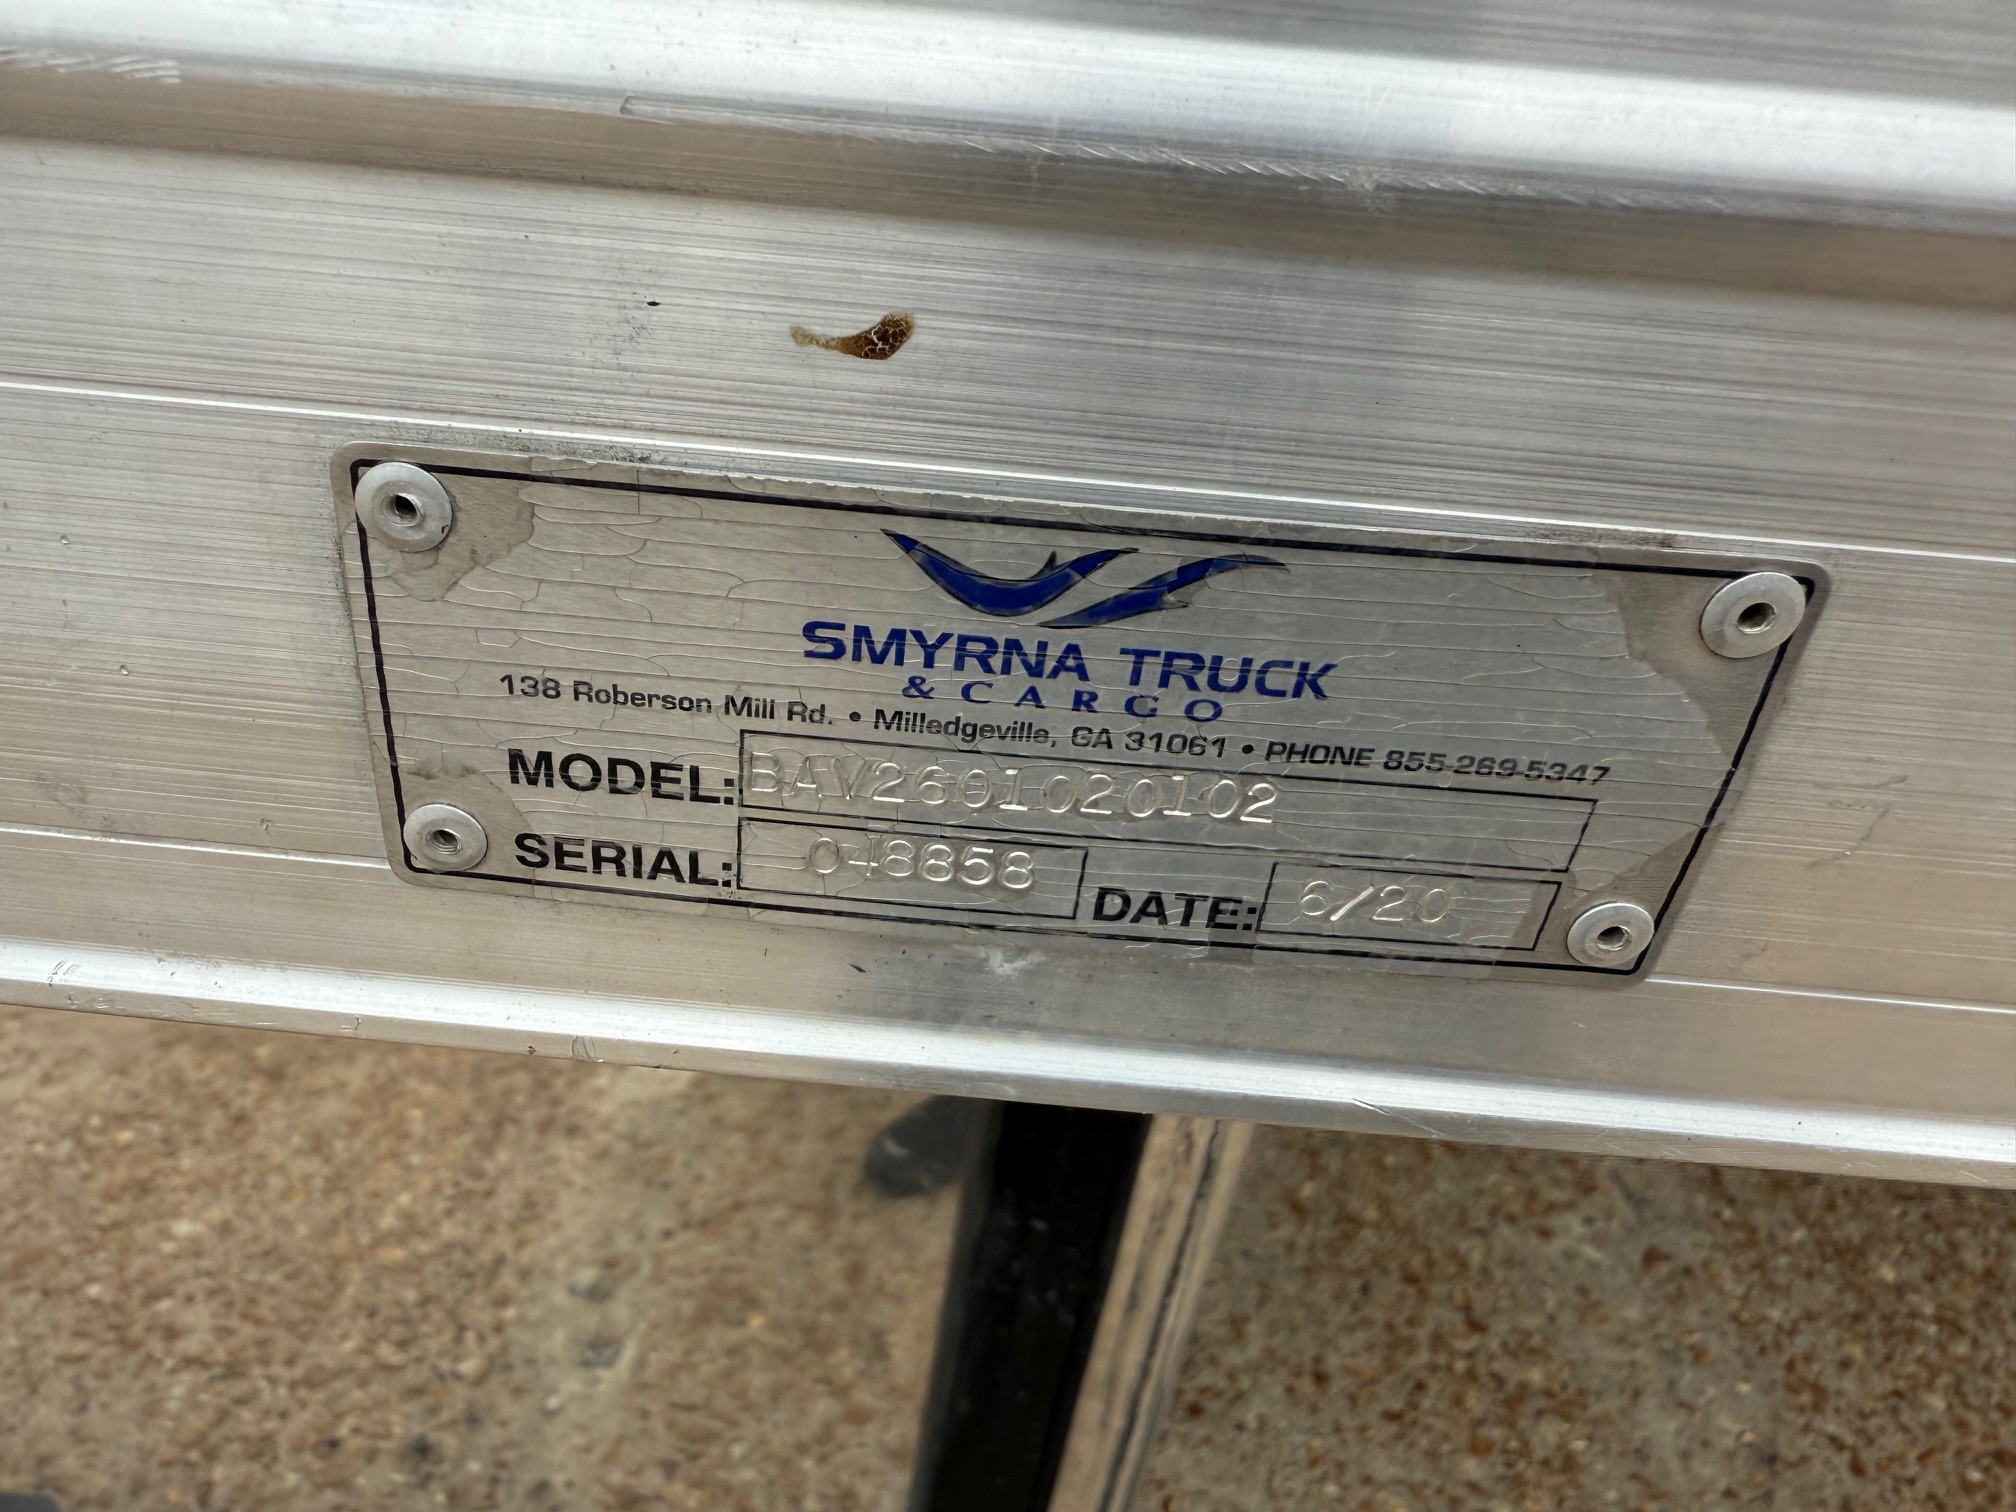 SMYRNA TRUCK
& CARGO
138 Roberson Mill Rd. • Milledgeville, GA 31061 • PHONE 855-269-5347
MODEL: BAV2601020102
SERIAL: 048858 DATE: 6/20